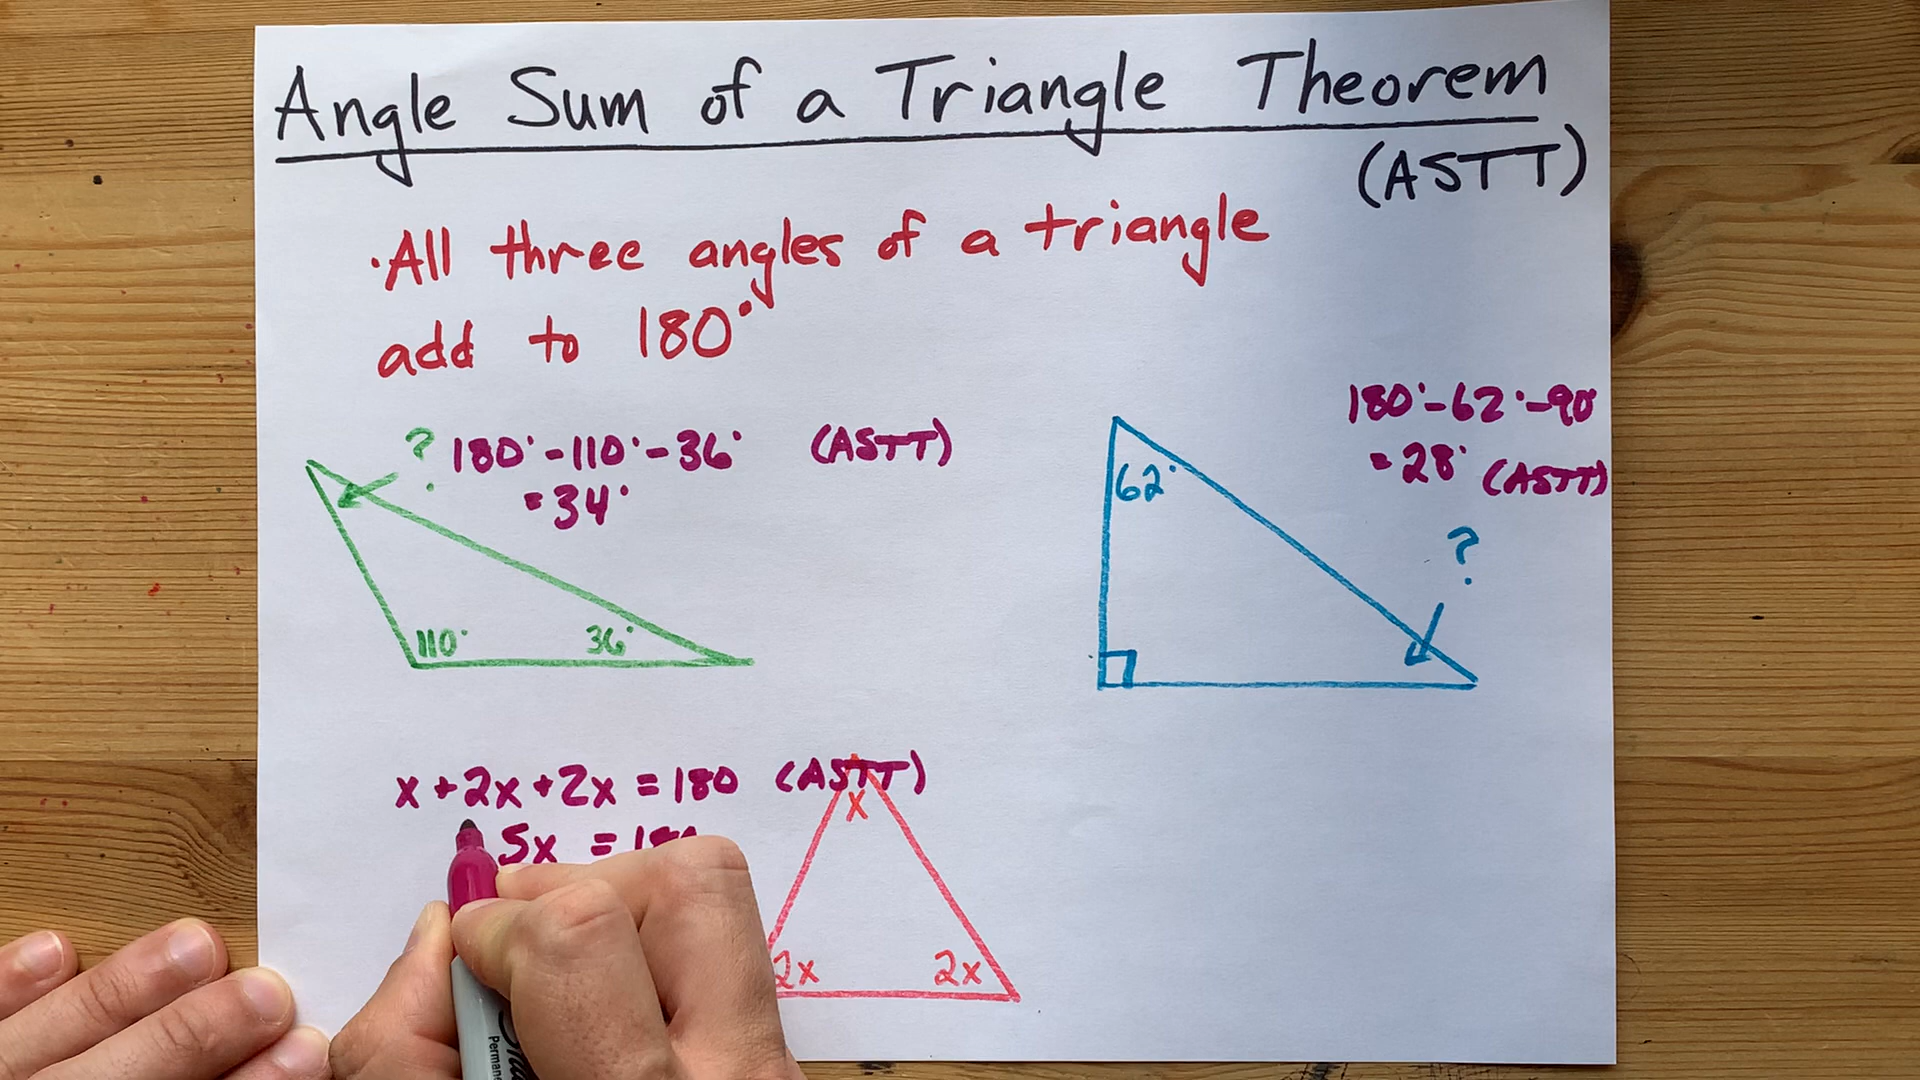 Angle Sum of a Triangle Theorem
(ASTT)
·All three angles of a triangle
add to 180°
? 180°-110°-36° (ASTT)
=34°
110° 36°
180°-62°-90°
=28° (ASTT)
62°
?
x+2x+2x=180 (ASTT)
5x = 180
x
2x 2x